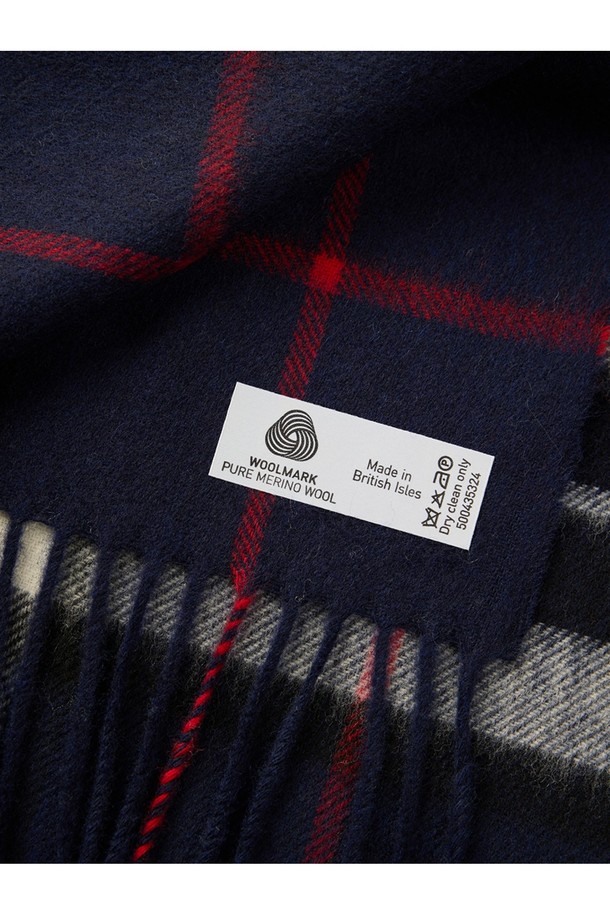 WOOLMARK
PURE MERINO WOOL
Made in
British Isles
Dry clean only
500435324